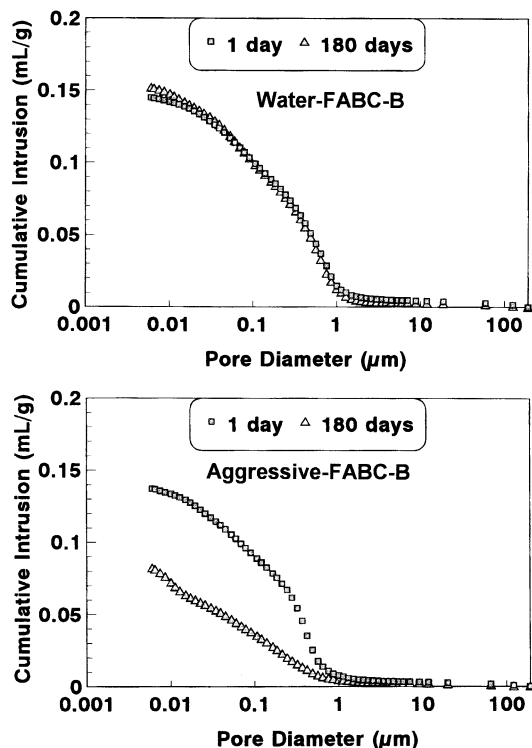 □ 1 day △ 180 days
Water-FABC-B
Cumulative Intrusion (mL/g)
0.2
0.15
0.1
0.05
0
0.001 0.01 0.1 1 10 100
Pore Diameter (µm)
□ 1 day △ 180 days
Aggressive-FABC-B
Cumulative Intrusion (mL/g)
0.2
0.15
0.1
0.05
0
0.001 0.01 0.1 1 10 100
Pore Diameter (µm)